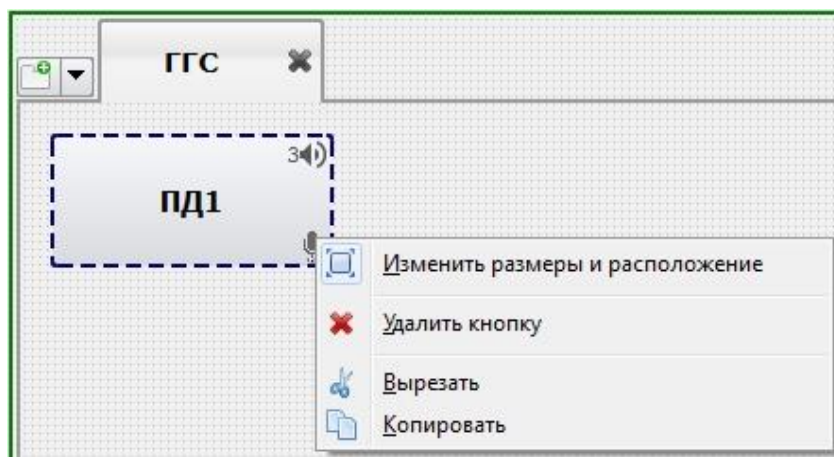 ГГС
3
ПД1
Изменить размеры и расположение
Удалить кнопку
Вырезать
Копировать